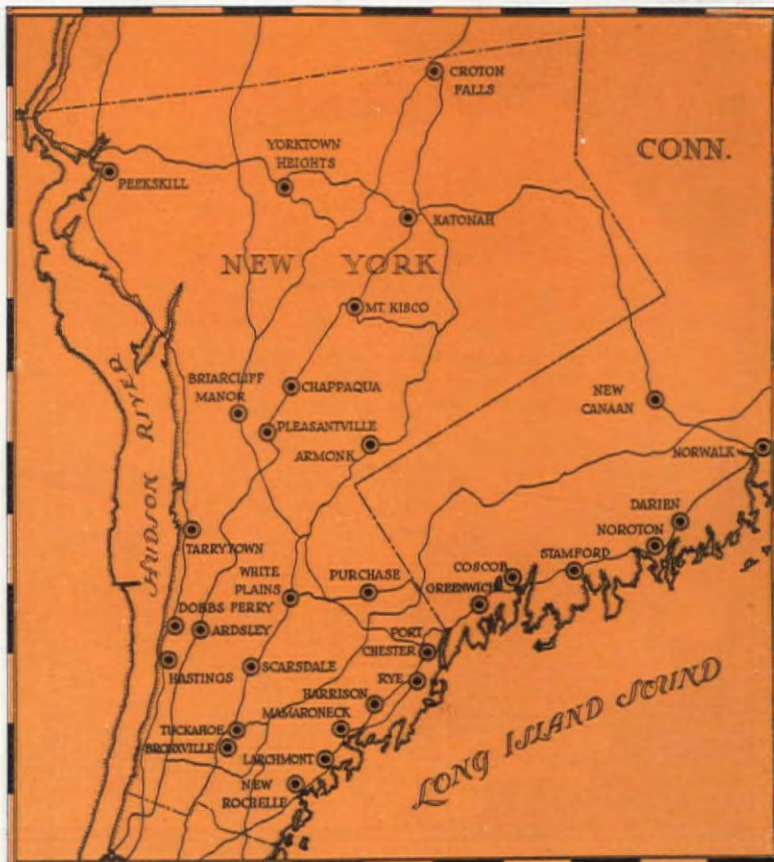 CROTON
FALLS
CONN.
YORKTOWN
HEIGHTS
PEEKSKILL
KATONAH
NEW YORK
MT. KISCO
BRIARCLIFF
MANOR
CHAPPAQUA
NEW
CANAAN
PLEASANTVILLE
ARMONK
NORWALK
HUDSON RIVER
DARIEN
NOROTON
TARRYTOWN
STAMFORD
COSCOB
WHITE
PLAINS
PURCHASE
GREENWICH
DOBBS FERRY
ARDSLEY
PORT
CHESTER
HASTINGS
SCARSDALE
RYE
HARRISON
MAMARONECK
TUCKAHOE
BRONXVILLE
LARCHMONT
NEW
ROCHELLE
LONG ISLAND SOUND